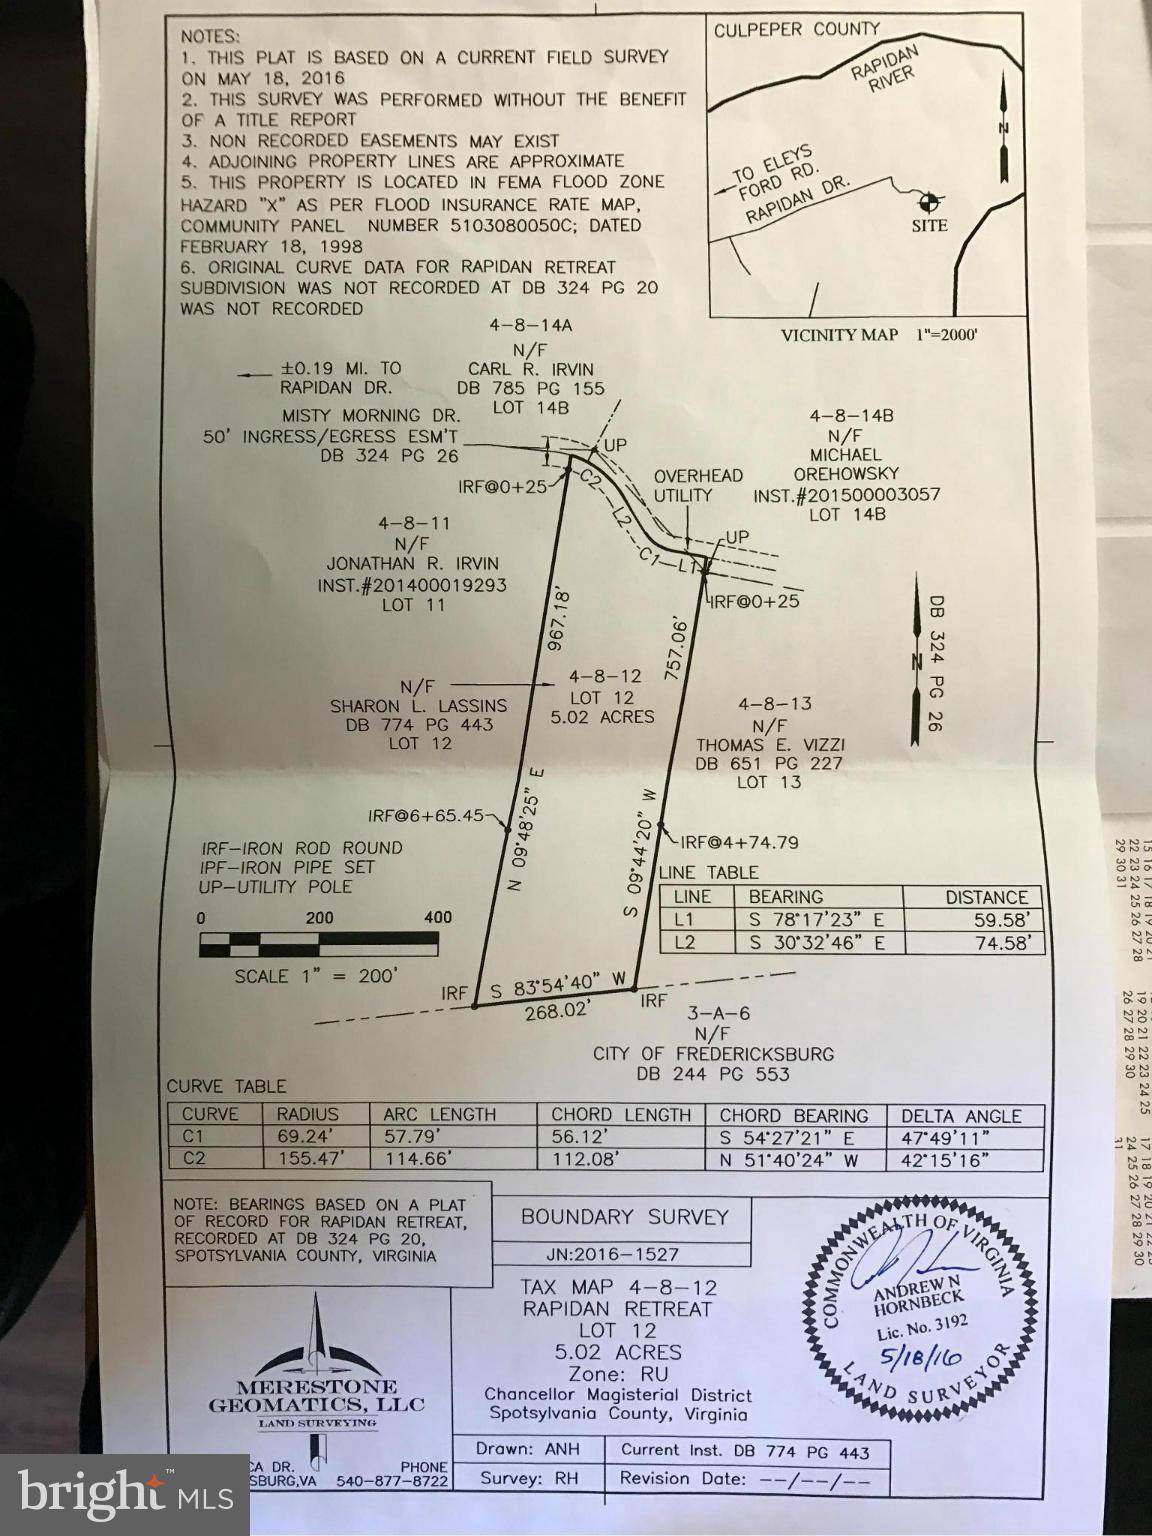 NOTES:
1. THIS PLAT IS BASED ON A CURRENT FIELD SURVEY
ON MAY 18, 2016
2. THIS SURVEY WAS PERFORMED WITHOUT THE BENEFIT
OF A TITLE REPORT
3. NON RECORDED EASEMENTS MAY EXIST
4. ADJOINING PROPERTY LINES ARE APPROXIMATE
5. THIS PROPERTY IS LOCATED IN FEMA FLOOD ZONE
HAZARD "X" AS PER FLOOD INSURANCE RATE MAP,
COMMUNITY PANEL NUMBER 5103080050C; DATED
FEBRUARY 18, 1998
6. ORIGINAL CURVE DATA FOR RAPIDAN RETREAT
SUBDIVISION WAS NOT RECORDED AT DB 324 PG 20
WAS NOT RECORDED
CULPEPER COUNTY
RAPIDAN
RIVER
N
TO ELEYS
FORD RD.
RAPIDAN DR.
SITE
VICINITY MAP 1"=2000'
4-8-14A
N/F
CARL R. IRVIN
DB 785 PG 155
LOT 14B
±0.19 MI. TO
RAPIDAN DR.
MISTY MORNING DR.
50' INGRESS/EGRESS ESM'T
DB 324 PG 26
UP
IRF@0+25
C2
L2
C1
L1
OVERHEAD
UTILITY
UP
IRF@0+25
4-8-14B
N/F
MICHAEL
OREHOWSKY
INST.#201500003057
LOT 14B
4-8-11
N/F
JONATHAN R. IRVIN
INST.#201400019293
LOT 11
967.18'
757.06'
N
DB 324 PG 26
N/F
SHARON L. LASSINS
DB 774 PG 443
LOT 12
4-8-12
LOT 12
5.02 ACRES
4-8-13
N/F
THOMAS E. VIZZI
DB 651 PG 227
LOT 13
IRF@6+65.45
N 09°48'25" E
S 09°44'20" W
IRF@4+74.79
IRF-IRON ROD ROUND
IPF-IRON PIPE SET
UP-UTILITY POLE
0 200 400
SCALE 1" = 200'
LINE TABLE
LINE BEARING DISTANCE
L1 S 78°17'23" E 59.58'
L2 S 30°32'46" E 74.58'
IRF
S 83°54'40" W
268.02'
IRF
3-A-6
N/F
CITY OF FREDERICKSBURG
DB 244 PG 553
CURVE TABLE
CURVE RADIUS ARC LENGTH CHORD LENGTH CHORD BEARING DELTA ANGLE
C1 69.24' 57.79' 56.12' S 54°27'21" E 47°49'11"
C2 155.47' 114.66' 112.08' N 51°40'24" W 42°15'16"
NOTE: BEARINGS BASED ON A PLAT
OF RECORD FOR RAPIDAN RETREAT,
RECORDED AT DB 324 PG 20,
SPOTSYLVANIA COUNTY, VIRGINIA
BOUNDARY SURVEY
JN:2016-1527
TAX MAP 4-8-12
RAPIDAN RETREAT
LOT 12
5.02 ACRES
Zone: RU
Chancellor Magisterial District
Spotsylvania County, Virginia
COMMONWEALTH OF VIRGINIA
ANDREW N
HORNBECK
Lic. No. 3192
5/18/16
LAND SURVEYOR
MERESTONE
GEOMATICS, LLC
LAND SURVEYING
CA DR. PHONE
SBURG,VA 540-877-8722
Drawn: ANH Current Inst. DB 774 PG 443
Survey: RH Revision Date: --/--/--
bright™ MLS